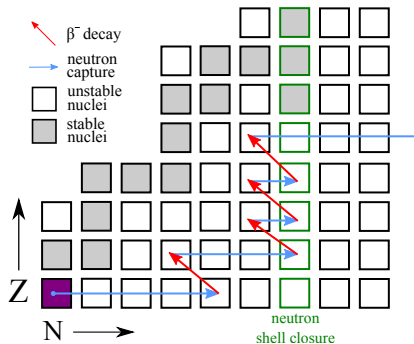 β⁻ decay
neutron
capture
unstable
nuclei
stable
nuclei
Z
N
neutron
shell closure